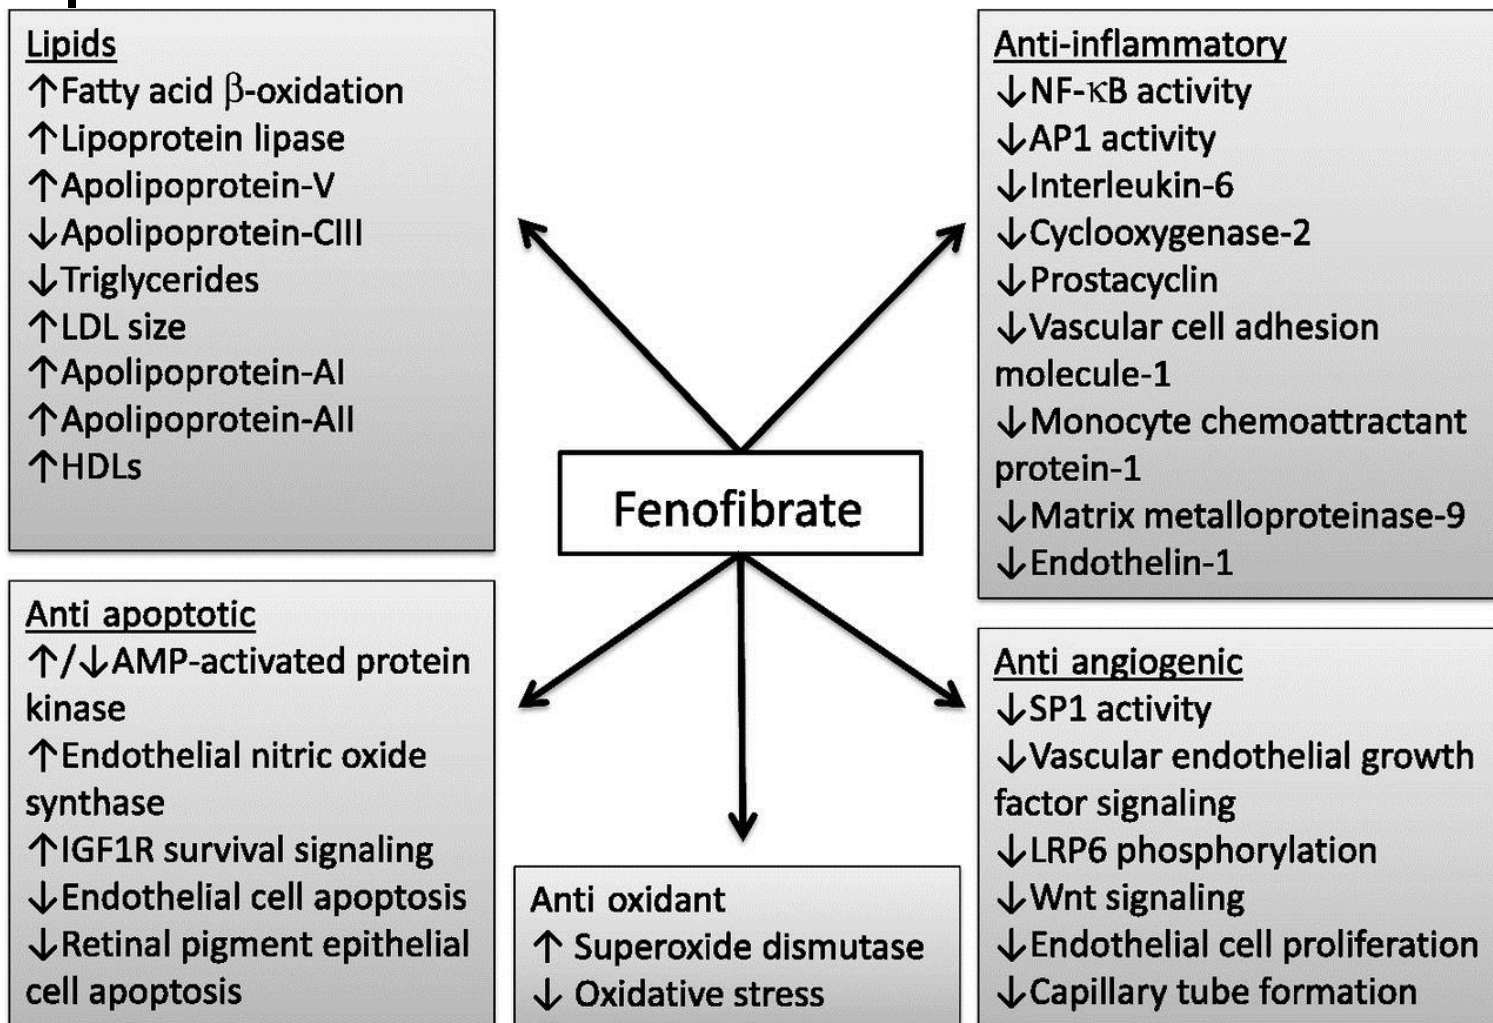 Lipids
↑Fatty acid β-oxidation
↑Lipoprotein lipase
↑Apolipoprotein-V
↓Apolipoprotein-CIII
↓Triglycerides
↑LDL size
↑Apolipoprotein-AI
↑Apolipoprotein-AII
↑HDLs
Anti-inflammatory
↓NF-κB activity
↓AP1 activity
↓Interleukin-6
↓Cyclooxygenase-2
↓Prostacyclin
↓Vascular cell adhesion
molecule-1
↓Monocyte chemoattractant
protein-1
↓Matrix metalloproteinase-9
↓Endothelin-1
Fenofibrate
Anti apoptotic
↑/↓AMP-activated protein
kinase
↑Endothelial nitric oxide
synthase
↑IGF1R survival signaling
↓Endothelial cell apoptosis
↓Retinal pigment epithelial
cell apoptosis
Anti oxidant
↑ Superoxide dismutase
↓ Oxidative stress
Anti angiogenic
↓SP1 activity
↓Vascular endothelial growth
factor signaling
↓LRP6 phosphorylation
↓Wnt signaling
↓Endothelial cell proliferation
↓Capillary tube formation